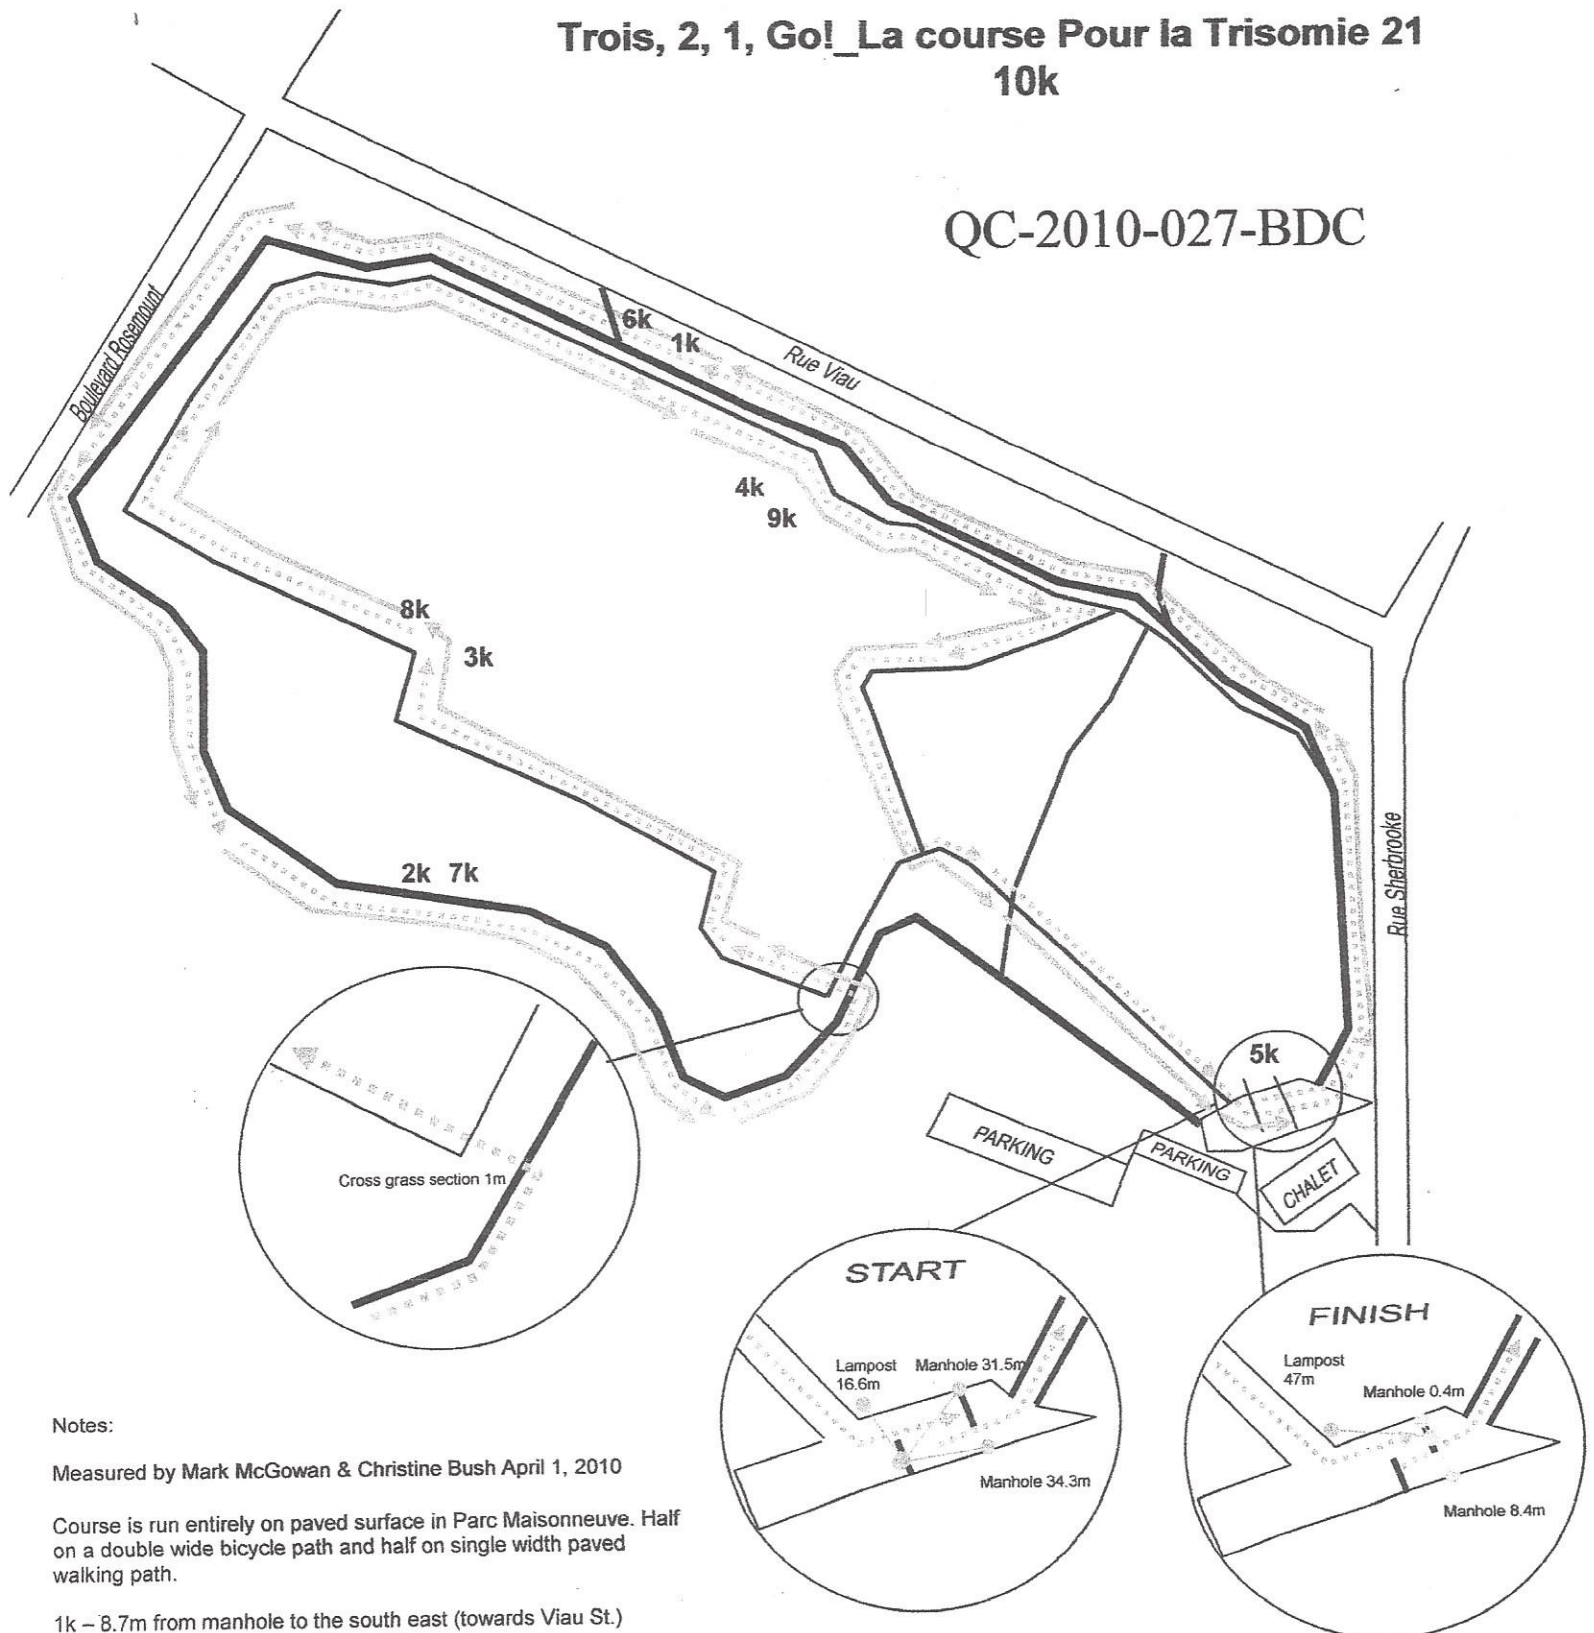 Trois, 2, 1, Go!_La course Pour la Trisomie 21
10k
QC-2010-027-BDC
Boulevard Rosemount
6k
1k
Rue Viau
4k
9k
8k
3k
2k 7k
Rue Sherbrooke
5k
PARKING
PARKING
CHALET
Cross grass section 1m
START
Lampost
16.6m
Manhole 31.5m
Manhole 34.3m
FINISH
Lampost
47m
Manhole 0.4m
Manhole 8.4m
Notes:
Measured by Mark McGowan & Christine Bush April 1, 2010
Course is run entirely on paved surface in Parc Maisonneuve. Half
on a double wide bicycle path and half on single width paved
walking path.
1k – 8.7m from manhole to the south east (towards Viau St.)